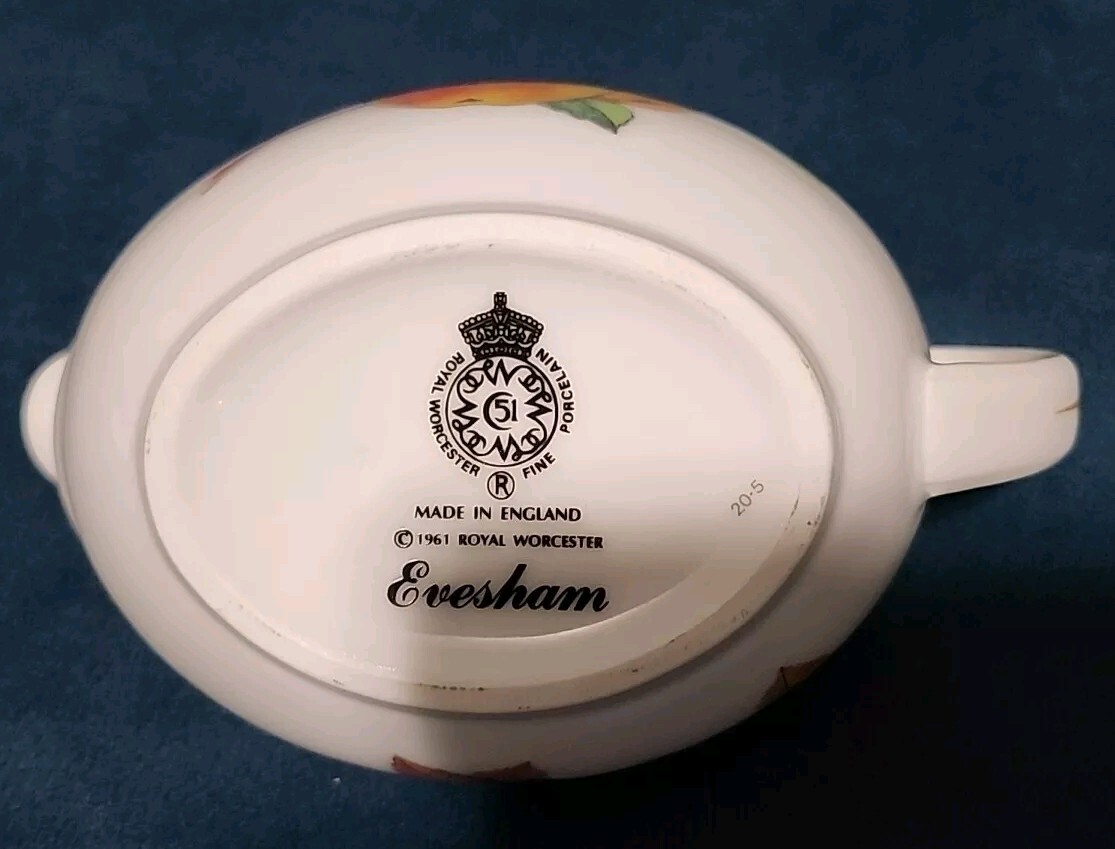 ROYAL WORCESTER FINE PORCELAIN
51
R
MADE IN ENGLAND
© 1961 ROYAL WORCESTER
Evesham
20-5